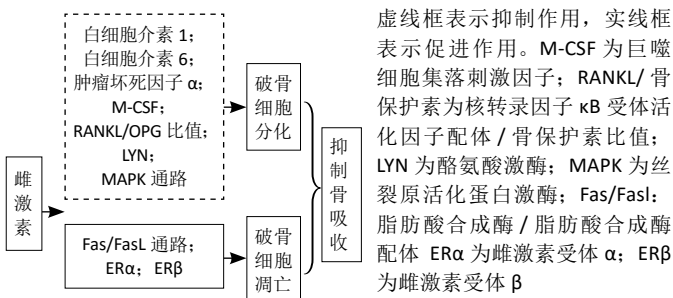 白细胞介素 1；
白细胞介素 6；
肿瘤坏死因子 α；
M-CSF；
RANKL/OPG 比值；
LYN；
MAPK 通路
破骨
细胞
分化
雌
激
素
Fas/FasL 通路；
ERα；ERβ
破骨
细胞
凋亡
抑
制
骨
吸
收
虚线框表示抑制作用，实线框
表示促进作用。M-CSF 为巨噬
细胞集落刺激因子；RANKL/ 骨
保护素为核转录因子 κB 受体活
化因子配体 / 骨保护素比值；
LYN 为酪氨酸激酶；MAPK 为丝
裂原活化蛋白激酶；Fas/Fasl：
脂肪酸合成酶 / 脂肪酸合成酶
配体 ERα 为雌激素受体 α；ERβ
为雌激素受体 β